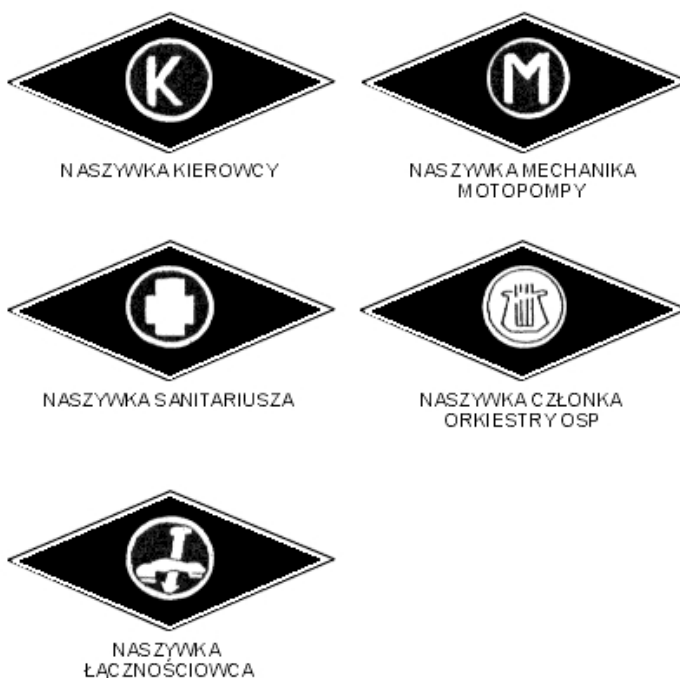 K
M
NASZYWKA KIEROWCY
NASZYWKA MECHANIKA
MOTOPOMPY
NASZYWKA SANITARIUSZA
NASZYWKA CZŁONKA
ORKIESTRY OSP
NASZYWKA
ŁĄCZNOŚCIOWCA